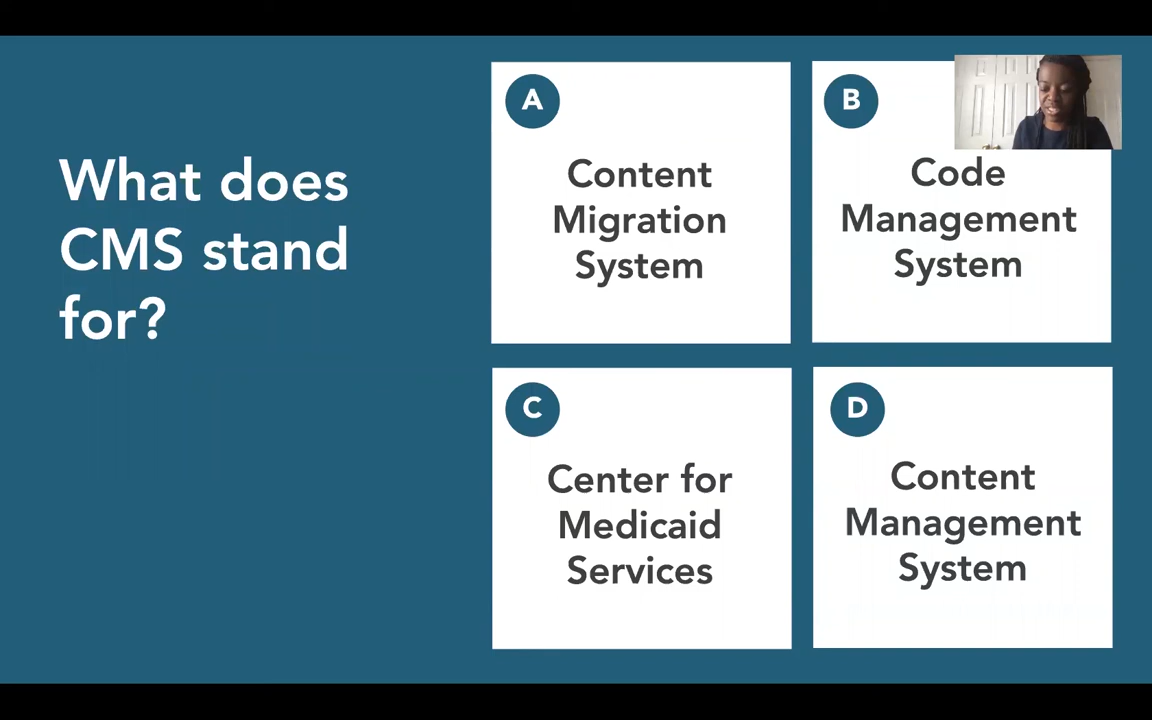 What does
CMS stand
for?
A
Content
Migration
System
B
Code
Management
System
C
Center for
Medicaid
Services
D
Content
Management
System